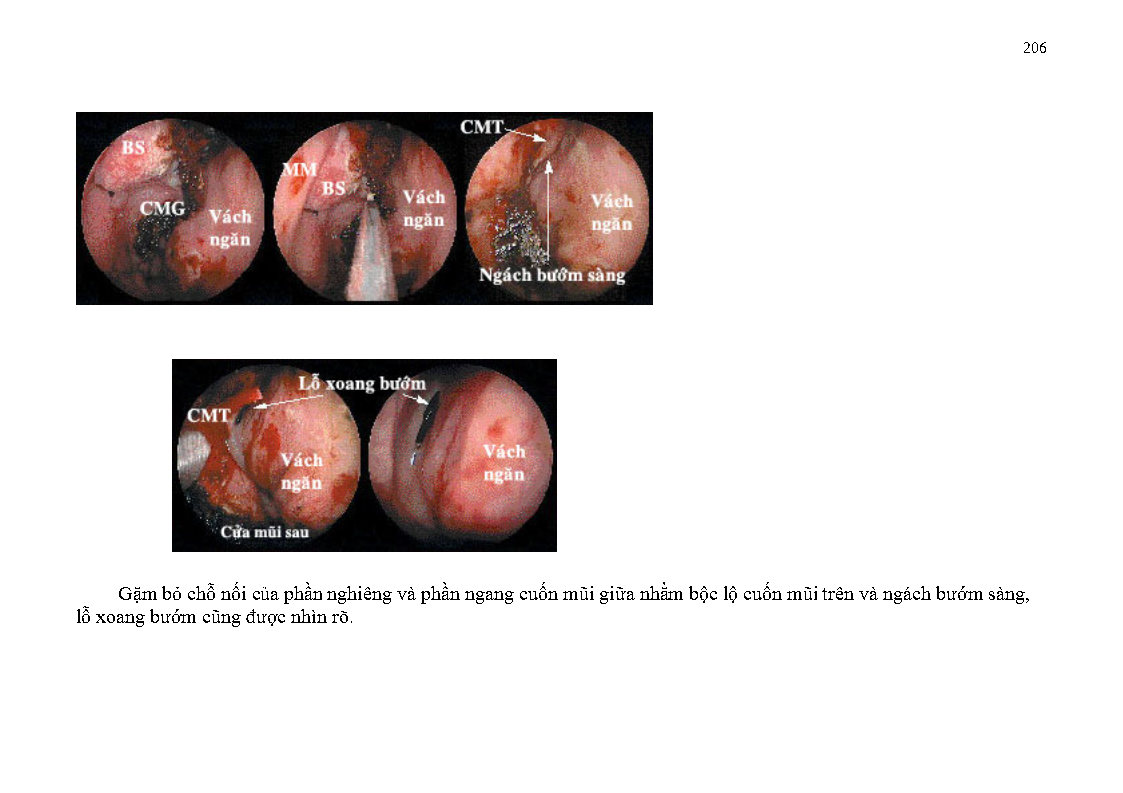 206
BS
CMG
Vách
ngăn
MM
BS
Vách
ngăn
CMT
Vách
ngăn
Ngách bướm sàng
Lỗ xoang bướm
CMT
Vách
ngăn
Cửa mũi sau
Vách
ngăn
Gặm bỏ chỗ nối của phần nghiêng và phần ngang cuốn mũi giữa nhằm bộc lộ cuốn mũi trên và ngách bướm sàng,
lỗ xoang bướm cũng được nhìn rõ.